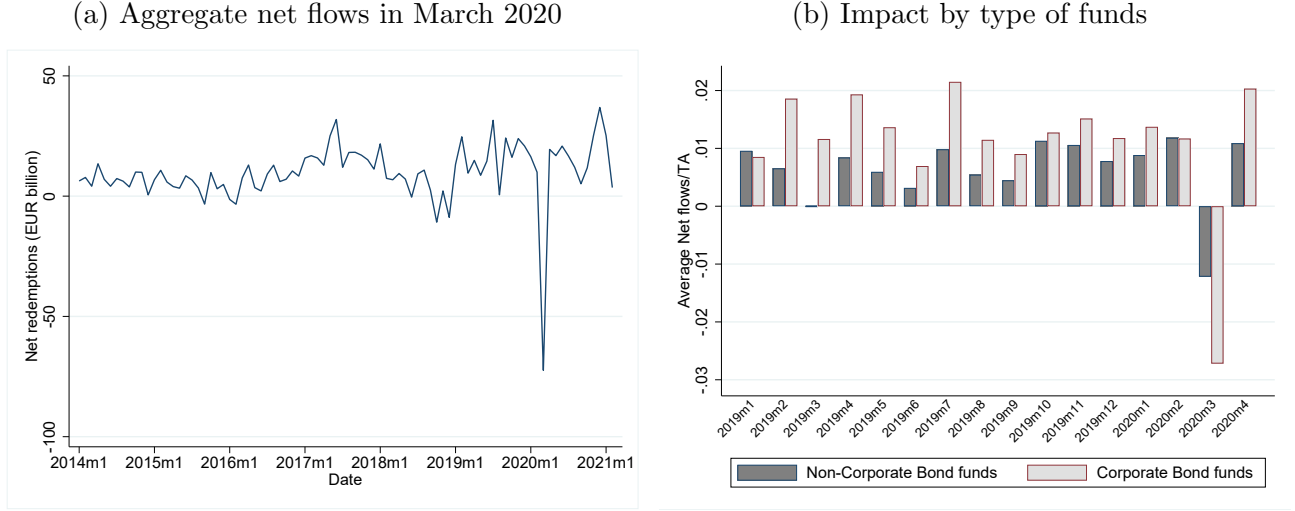 (a) Aggregate net flows in March 2020
50
0
-50
-100
Net redemptions (EUR billion)
2014m1 2015m1 2016m1 2017m1 2018m1 2019m1 2020m1 2021m1
Date
(b) Impact by type of funds
.02
.01
0
-.01
-.02
-.03
Average Net flows/TA
2019m1 2019m2 2019m3 2019m4 2019m5 2019m6 2019m7 2019m8 2019m9 2019m10 2019m11 2019m12 2020m1 2020m2 2020m3 2020m4
Non-Corporate Bond funds Corporate Bond funds